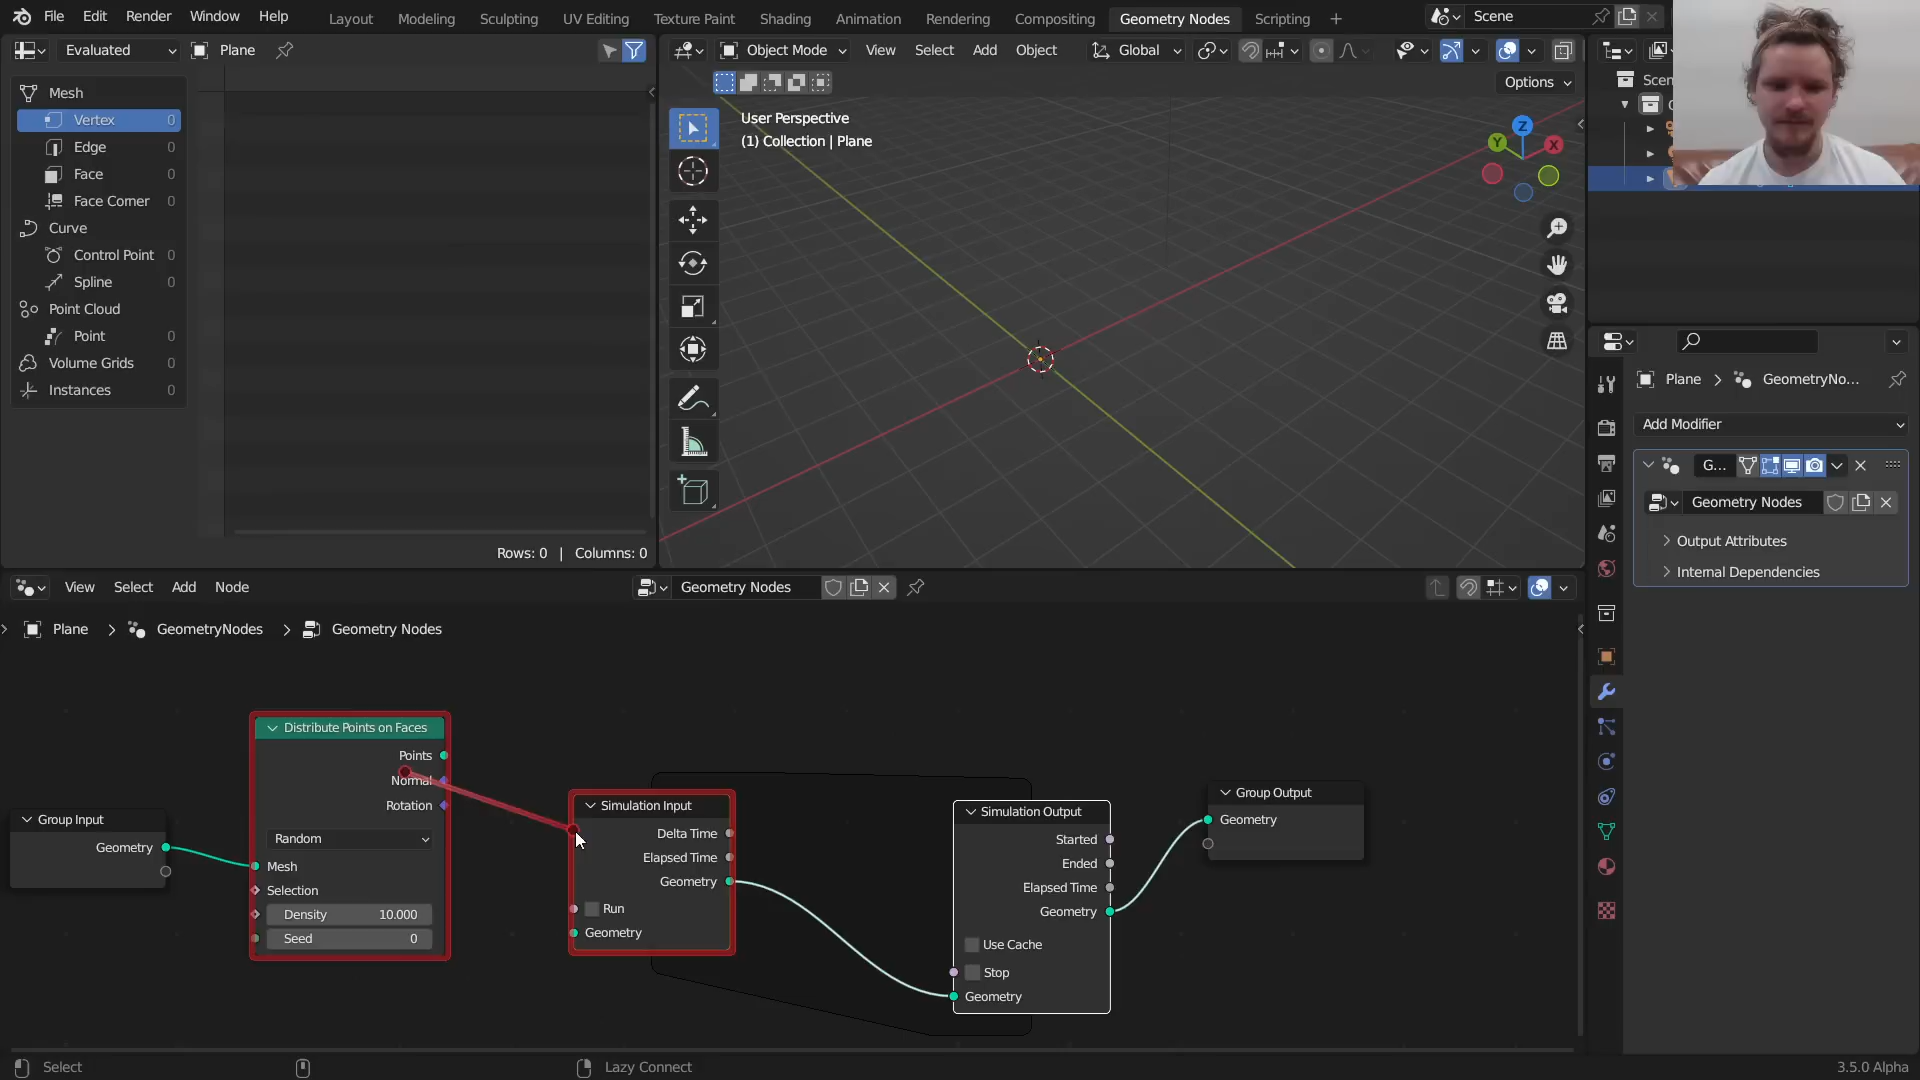 File Edit Render Window Help
Layout Modeling Sculpting UV Editing Texture Paint Shading Animation Rendering Compositing Geometry Nodes Scripting +
Scene
Evaluated Plane
Object Mode View Select Add Object Global
Options
Mesh
Vertex 0
Edge 0
Face 0
Face Corner 0
Curve
Control Point 0
Spline 0
Point Cloud
Point 0
Volume Grids 0
Instances 0
Rows: 0 | Columns: 0
User Perspective
(1) Collection | Plane
Z
Y
X
Scen
Plane > GeometryNo...
Add Modifier
G...
Geometry Nodes
> Output Attributes
> Internal Dependencies
View Select Add Node
Geometry Nodes
Plane > GeometryNodes > Geometry Nodes
Group Input
Geometry
Distribute Points on Faces
Points
Normal
Rotation
Random
Mesh
Selection
Density 10.000
Seed 0
Simulation Input
Delta Time
Elapsed Time
Geometry
Run
Geometry
Simulation Output
Started
Ended
Elapsed Time
Geometry
Use Cache
Stop
Geometry
Group Output
Geometry
Select
Lazy Connect
3.5.0 Alpha